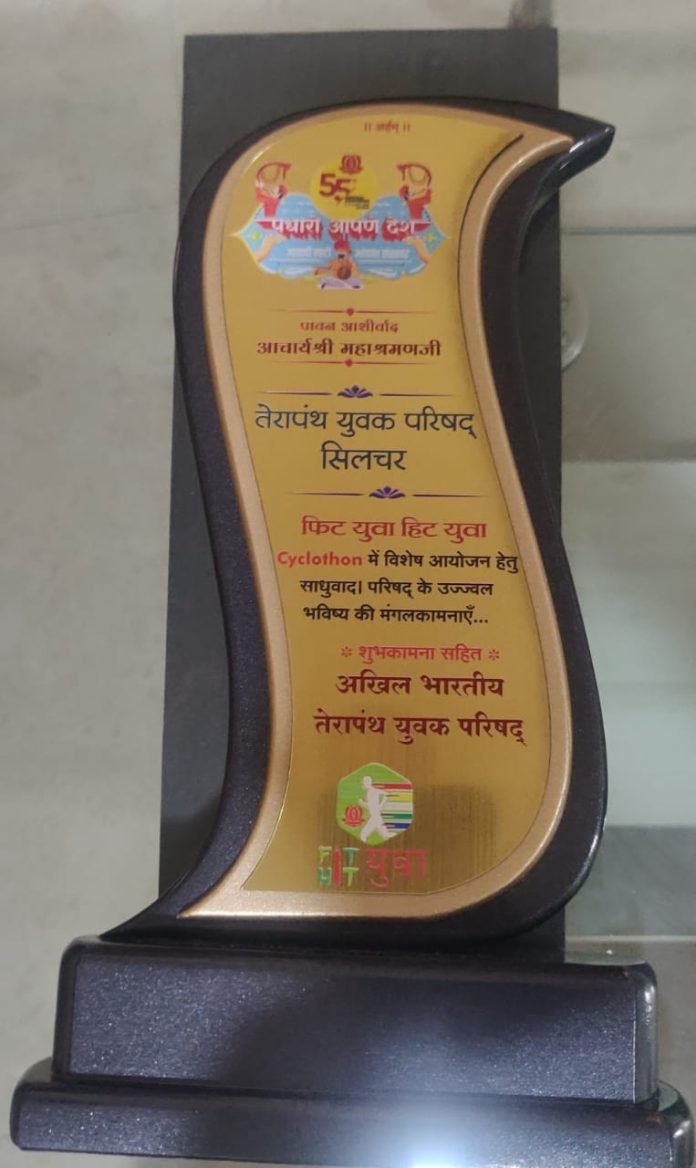 ॥ अर्हम् ॥
55
पधारो आपणे देश
पावन आशीर्वाद
आचार्यश्री महाश्रमणजी
तेरापंथ युवक परिषद्
सिलचर
फिट युवा हिट युवा
Cyclothon में विशेष आयोजन हेतु
साधुवाद। परिषद् के उज्ज्वल
भविष्य की मंगलकामनाएँ...
* शुभकामना सहित *
अखिल भारतीय
तेरापंथ युवक परिषद्
FIT
HIT युवा